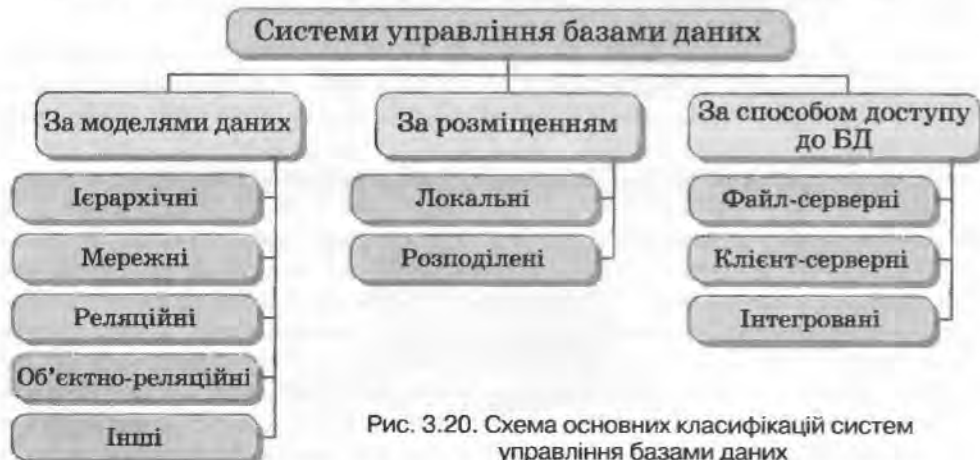 Системи управління базами даних
За моделями даних
Ієрархічні
Мережні
Реляційні
Об’єктно-реляційні
Інші
За розміщенням
Локальні
Розподілені
За способом доступу
до БД
Файл-серверні
Клієнт-серверні
Інтегровані
Рис. 3.20. Схема основних класифікацій систем
управління базами даних